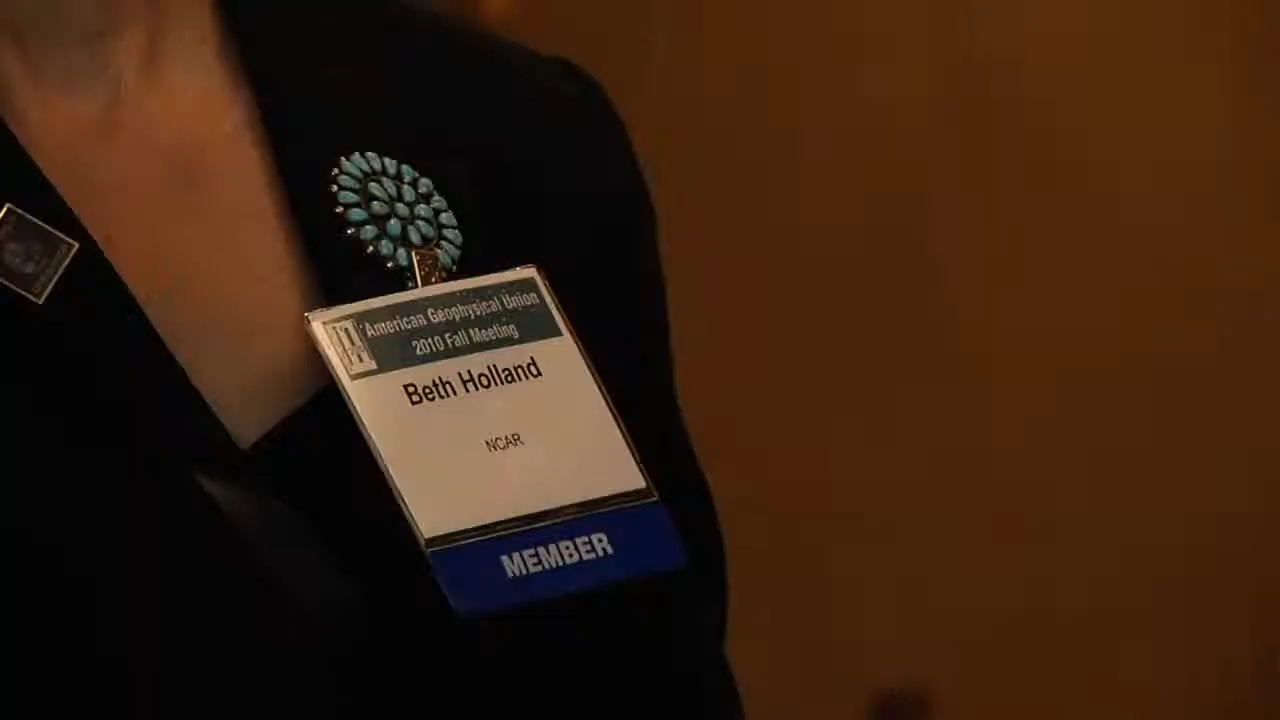 American Geophysical Union
2010 Fall Meeting
Beth Holland
NCAR
MEMBER